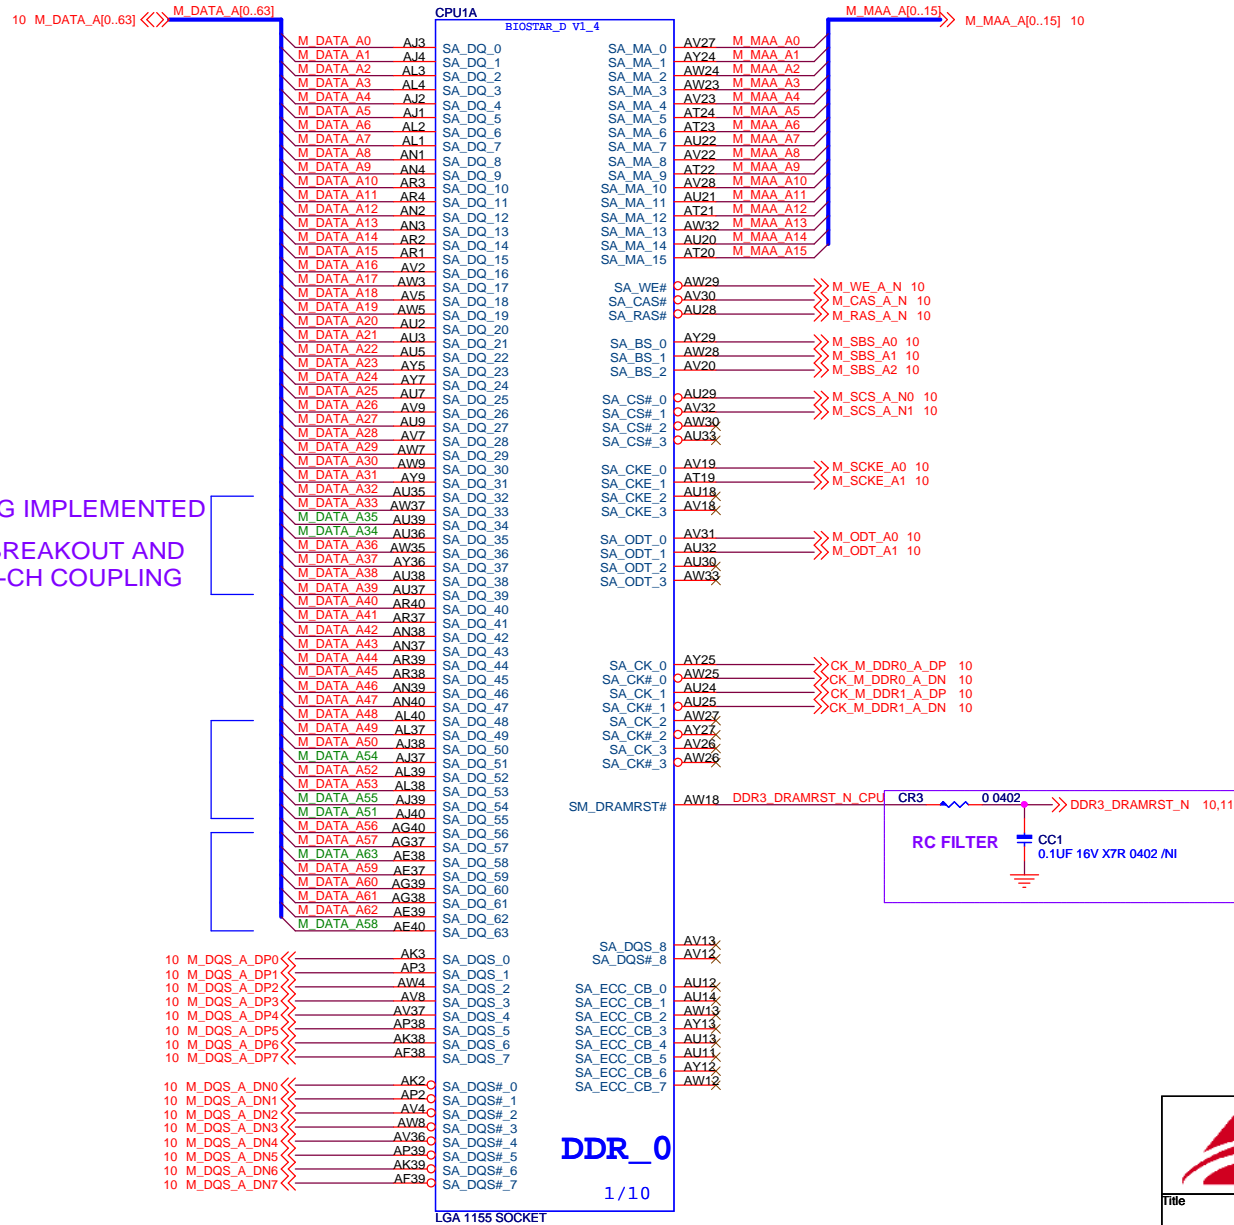 10 M_DATA_A[0..63]
M_DATA_A[0..63]
CPU1A
BIOSTAR_D V1_4
M_DATA_A0 AJ3 SA_DQ_0
M_DATA_A1 AJ4 SA_DQ_1
M_DATA_A2 AL3 SA_DQ_2
M_DATA_A3 AL4 SA_DQ_3
M_DATA_A4 AJ2 SA_DQ_4
M_DATA_A5 AJ1 SA_DQ_5
M_DATA_A6 AL2 SA_DQ_6
M_DATA_A7 AL1 SA_DQ_7
M_DATA_A8 AN1 SA_DQ_8
M_DATA_A9 AN4 SA_DQ_9
M_DATA_A10 AR3 SA_DQ_10
M_DATA_A11 AR4 SA_DQ_11
M_DATA_A12 AN2 SA_DQ_12
M_DATA_A13 AN3 SA_DQ_13
M_DATA_A14 AR2 SA_DQ_14
M_DATA_A15 AR1 SA_DQ_15
M_DATA_A16 AV2 SA_DQ_16
M_DATA_A17 AW3 SA_DQ_17
M_DATA_A18 AV5 SA_DQ_18
M_DATA_A19 AW5 SA_DQ_19
M_DATA_A20 AU2 SA_DQ_20
M_DATA_A21 AU3 SA_DQ_21
M_DATA_A22 AU5 SA_DQ_22
M_DATA_A23 AY5 SA_DQ_23
M_DATA_A24 AY7 SA_DQ_24
M_DATA_A25 AU7 SA_DQ_25
M_DATA_A26 AV9 SA_DQ_26
M_DATA_A27 AU9 SA_DQ_27
M_DATA_A28 AV7 SA_DQ_28
M_DATA_A29 AW7 SA_DQ_29
M_DATA_A30 AW9 SA_DQ_30
M_DATA_A31 AY9 SA_DQ_31
M_DATA_A32 AU35 SA_DQ_32
M_DATA_A33 AW37 SA_DQ_33
M_DATA_A35 AU39 SA_DQ_34
M_DATA_A34 AU36 SA_DQ_35
M_DATA_A36 AW35 SA_DQ_36
M_DATA_A37 AY36 SA_DQ_37
M_DATA_A38 AU38 SA_DQ_38
M_DATA_A39 AU37 SA_DQ_39
M_DATA_A40 AR40 SA_DQ_40
M_DATA_A41 AR37 SA_DQ_41
M_DATA_A42 AN38 SA_DQ_42
M_DATA_A43 AN37 SA_DQ_43
M_DATA_A44 AR39 SA_DQ_44
M_DATA_A45 AR38 SA_DQ_45
M_DATA_A46 AN39 SA_DQ_46
M_DATA_A47 AN40 SA_DQ_47
M_DATA_A48 AL40 SA_DQ_48
M_DATA_A49 AL37 SA_DQ_49
M_DATA_A50 AJ38 SA_DQ_50
M_DATA_A54 AJ37 SA_DQ_51
M_DATA_A52 AL39 SA_DQ_52
M_DATA_A53 AL38 SA_DQ_53
M_DATA_A55 AJ39 SA_DQ_54
M_DATA_A51 AJ40 SA_DQ_55
M_DATA_A56 AG40 SA_DQ_56
M_DATA_A57 AG37 SA_DQ_57
M_DATA_A63 AE38 SA_DQ_58
M_DATA_A59 AE37 SA_DQ_59
M_DATA_A60 AG39 SA_DQ_60
M_DATA_A61 AG38 SA_DQ_61
M_DATA_A62 AE39 SA_DQ_62
M_DATA_A58 AE40 SA_DQ_63
G IMPLEMENTED
BREAKOUT AND
-CH COUPLING
10 M_DQS_A_DP0 AK3 SA_DQS_0
10 M_DQS_A_DP1 AP3 SA_DQS_1
10 M_DQS_A_DP2 AW4 SA_DQS_2
10 M_DQS_A_DP3 AV8 SA_DQS_3
10 M_DQS_A_DP4 AV37 SA_DQS_4
10 M_DQS_A_DP5 AP38 SA_DQS_5
10 M_DQS_A_DP6 AK38 SA_DQS_6
10 M_DQS_A_DP7 AF38 SA_DQS_7
10 M_DQS_A_DN0 AK2 SA_DQS#_0
10 M_DQS_A_DN1 AP2 SA_DQS#_1
10 M_DQS_A_DN2 AV4 SA_DQS#_2
10 M_DQS_A_DN3 AW8 SA_DQS#_3
10 M_DQS_A_DN4 AV36 SA_DQS#_4
10 M_DQS_A_DN5 AP39 SA_DQS#_5
10 M_DQS_A_DN6 AK39 SA_DQS#_6
10 M_DQS_A_DN7 AF39 SA_DQS#_7
M_MAA_A[0..15]
M_MAA_A[0..15] 10
SA_MA_0 AV27 M_MAA_A0
SA_MA_1 AY24 M_MAA_A1
SA_MA_2 AW24 M_MAA_A2
SA_MA_3 AW23 M_MAA_A3
SA_MA_4 AV23 M_MAA_A4
SA_MA_5 AT24 M_MAA_A5
SA_MA_6 AT23 M_MAA_A6
SA_MA_7 AU22 M_MAA_A7
SA_MA_8 AV22 M_MAA_A8
SA_MA_9 AT22 M_MAA_A9
SA_MA_10 AV28 M_MAA_A10
SA_MA_11 AU21 M_MAA_A11
SA_MA_12 AT21 M_MAA_A12
SA_MA_13 AW32 M_MAA_A13
SA_MA_14 AU20 M_MAA_A14
SA_MA_15 AT20 M_MAA_A15
SA_WE# AW29 M_WE_A_N 10
SA_CAS# AV30 M_CAS_A_N 10
SA_RAS# AU28 M_RAS_A_N 10
SA_BS_0 AY29 M_SBS_A0 10
SA_BS_1 AW28 M_SBS_A1 10
SA_BS_2 AV20 M_SBS_A2 10
SA_CS#_0 AU29 M_SCS_A_N0 10
SA_CS#_1 AV32 M_SCS_A_N1 10
SA_CS#_2 AW30
SA_CS#_3 AU33
SA_CKE_0 AV19 M_SCKE_A0 10
SA_CKE_1 AT19 M_SCKE_A1 10
SA_CKE_2 AU18
SA_CKE_3 AV18
SA_ODT_0 AV31 M_ODT_A0 10
SA_ODT_1 AU32 M_ODT_A1 10
SA_ODT_2 AU30
SA_ODT_3 AW33
SA_CK_0 AY25 CK_M_DDR0_A_DP 10
SA_CK#_0 AW25 CK_M_DDR0_A_DN 10
SA_CK_1 AU24 CK_M_DDR1_A_DP 10
SA_CK#_1 AU25 CK_M_DDR1_A_DN 10
SA_CK_2 AW27
SA_CK#_2 AY27
SA_CK_3 AV26
SA_CK#_3 AW26
SM_DRAMRST# AW18 DDR3_DRAMRST_N_CPU CR3 0 0402 DDR3_DRAMRST_N 10,11
RC FILTER
CC1
0.1UF 16V X7R 0402 /NI
SA_DQS_8 AV13
SA_DQS#_8 AV12
SA_ECC_CB_0 AU12
SA_ECC_CB_1 AU14
SA_ECC_CB_2 AW13
SA_ECC_CB_3 AY13
SA_ECC_CB_4 AU13
SA_ECC_CB_5 AU11
SA_ECC_CB_6 AY12
SA_ECC_CB_7 AW12
DDR_0
1/10
LGA 1155 SOCKET
Title